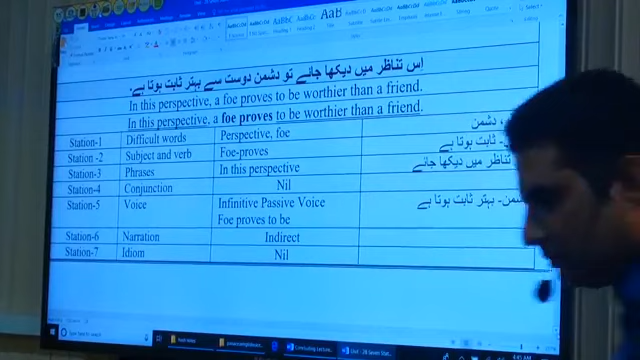 اس تناظر میں دیکھا جائے تو دشمن دوست سے بہتر ثابت ہوتا ہے.
In this perspective, a foe proves to be worthier than a friend.
In this perspective, a foe proves to be worthier than a friend.
Station-1 Difficult words Perspective, foe دشمن
Station -2 Subject and verb Foe-proves ثابت ہوتا ہے
Station-3 Phrases In this perspective تناظر میں دیکھا جائے
Station-4 Conjunction Nil
Station-5 Voice Infinitive Passive Voice بہتر ثابت ہوتا ہے
Foe proves to be
Station-6 Narration Indirect
Station-7 Idiom Nil